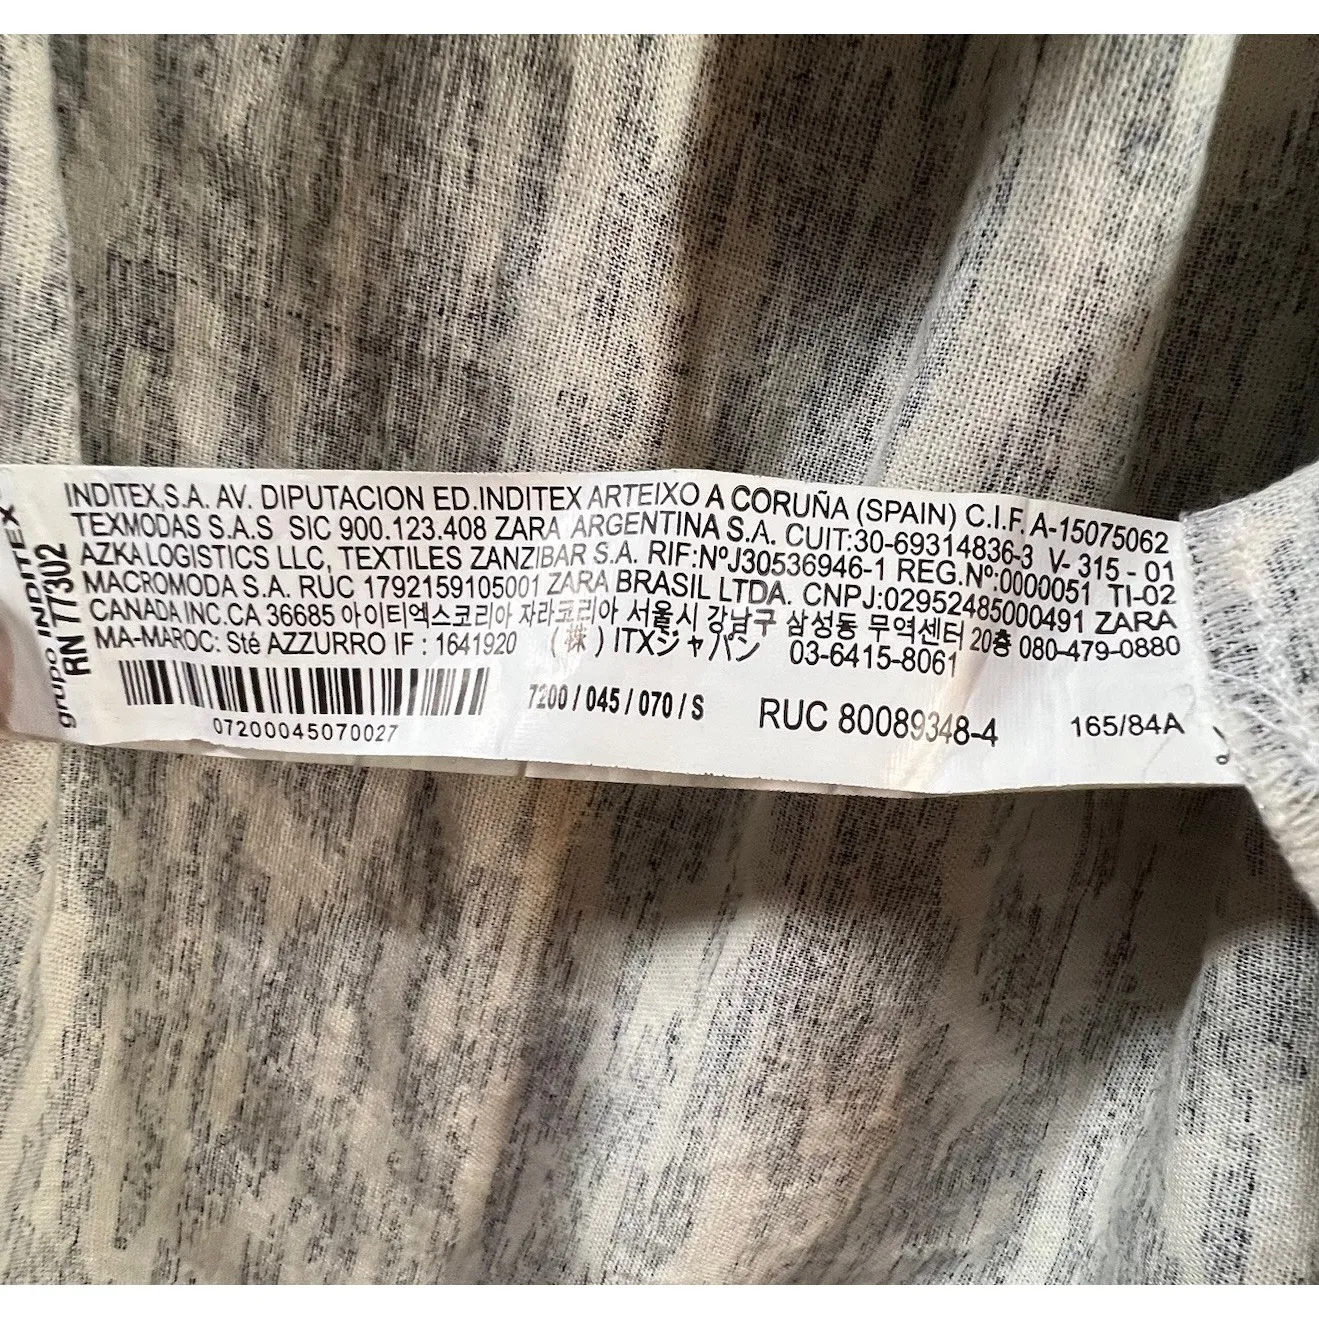 grupo INDITEX
RN 77302
INDITEX,S.A. AV. DIPUTACION ED.INDITEX ARTEIXO A CORUÑA (SPAIN) C.I.F. A-15075062
TEXMODAS S.A.S SIC 900.123.408 ZARA ARGENTINA S.A. CUIT:30-69314836-3 V- 315 - 01
AZKA LOGISTICS LLC, TEXTILES ZANZIBAR S.A. RIF:NºJ30536946-1 REG.Nº:0000051 TI-02
MACROMODA S.A. RUC 1792159105001 ZARA BRASIL LTDA. CNPJ:02952485000491 ZARA
CANADA INC.CA 36685 아이티엑스코리아 자라코리아 서울시 강남구 삼성동 무역센터 20층 080-479-0880
MA-MAROC: Sté AZZURRO IF : 1641920 (株)ITXジャパン 03-6415-8061
07200045070027
7200 / 045 / 070 / S
RUC 80089348-4
165/84A